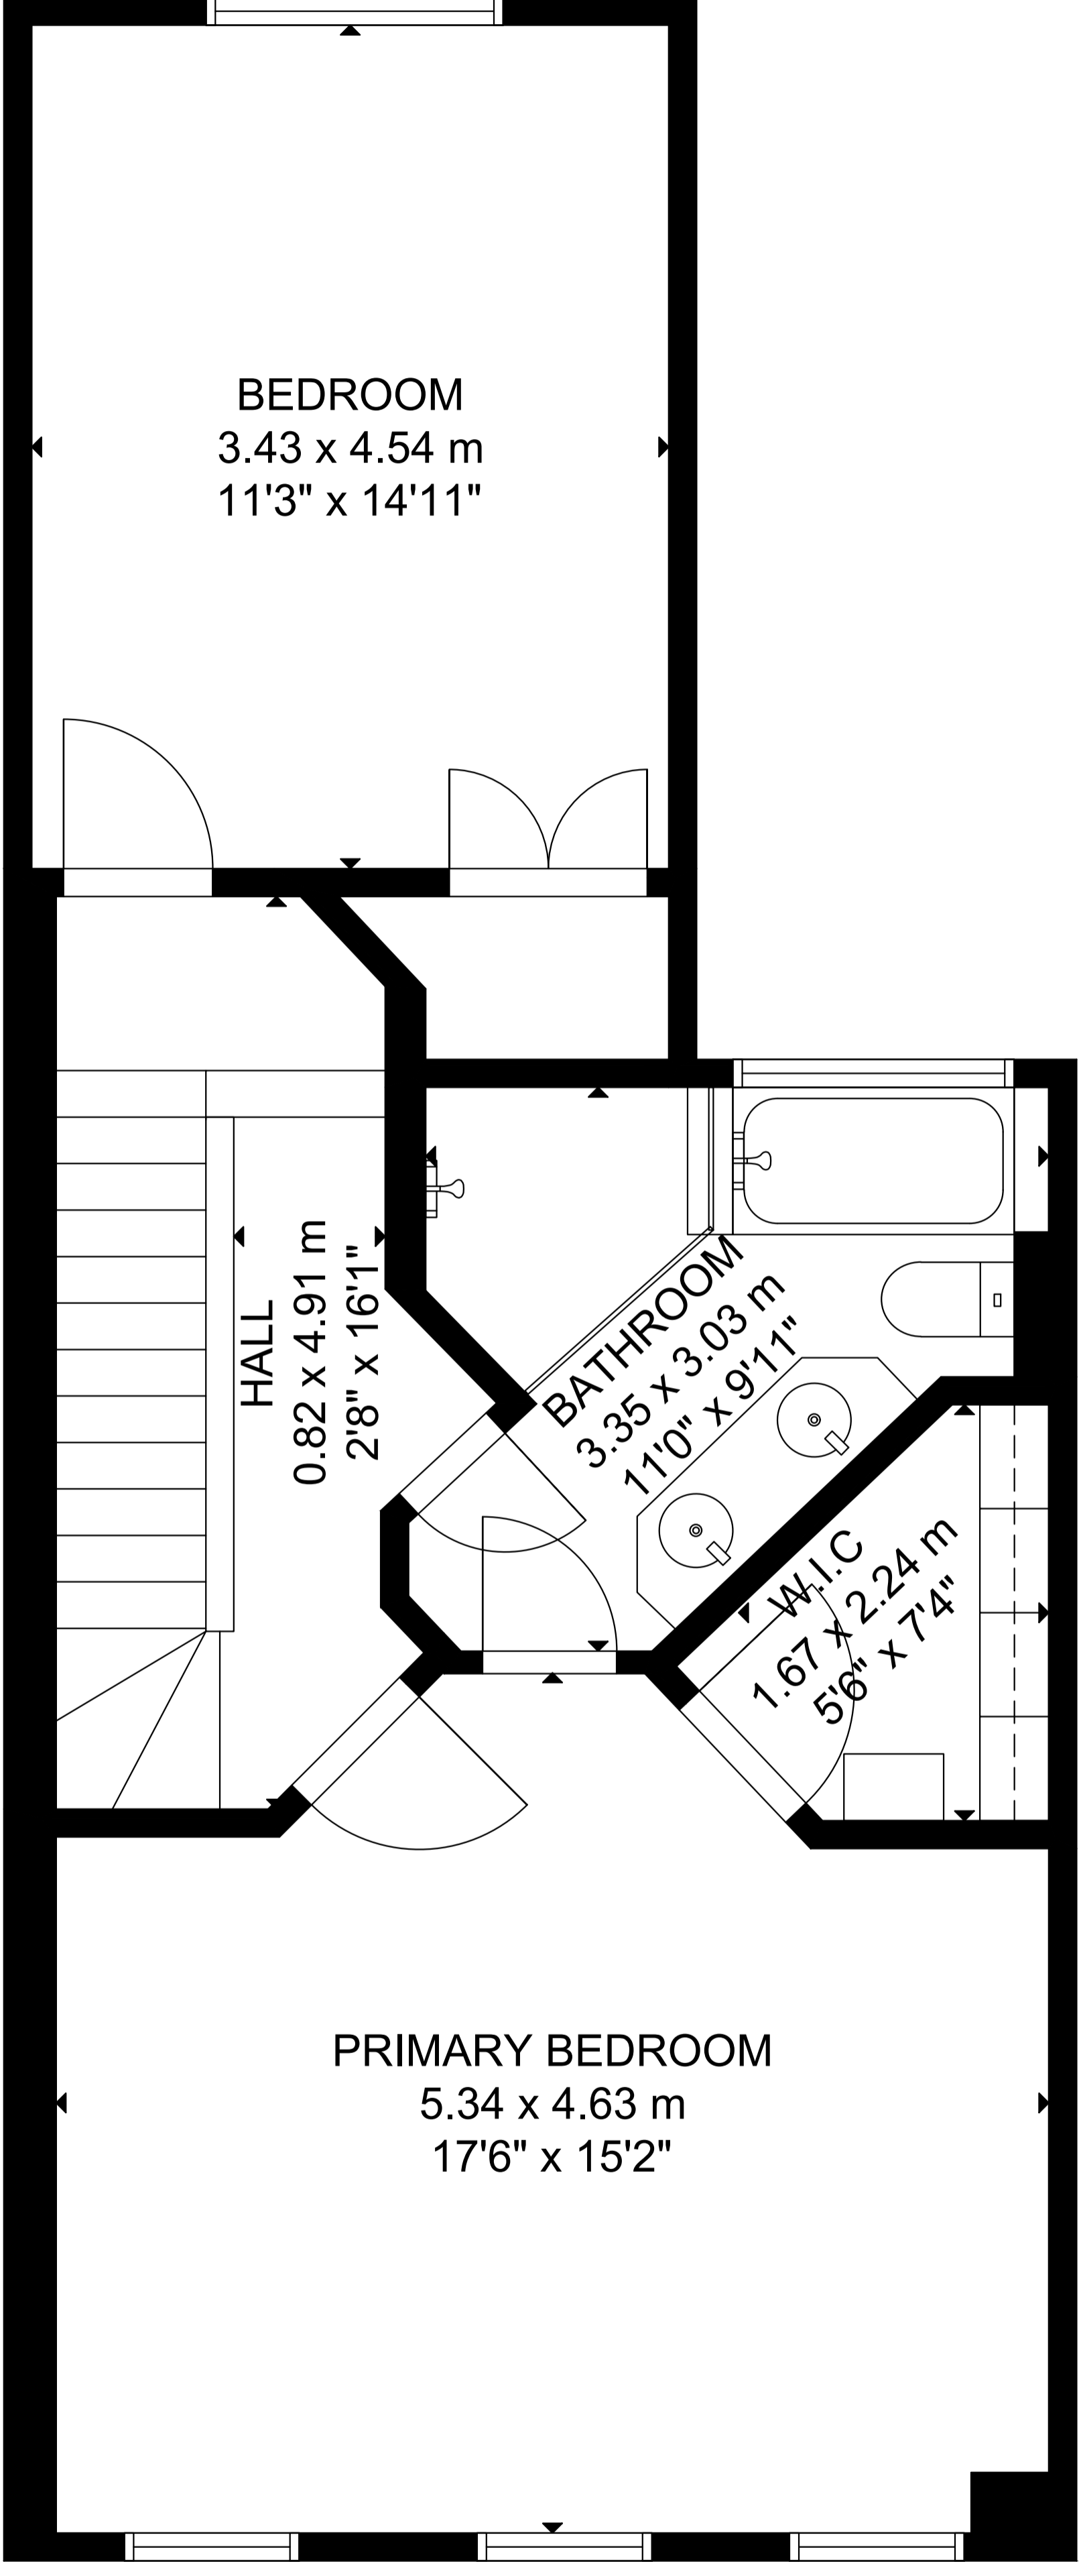 BEDROOM
3.43 x 4.54 m
11'3" x 14'11"
HALL
0.82 x 4.91 m
2'8" x 16'1"
BATHROOM
3.35 x 3.03 m
11'0" x 9'11"
W.I.C
1.67 x 2.24 m
5'6" x 7'4"
PRIMARY BEDROOM
5.34 x 4.63 m
17'6" x 15'2"